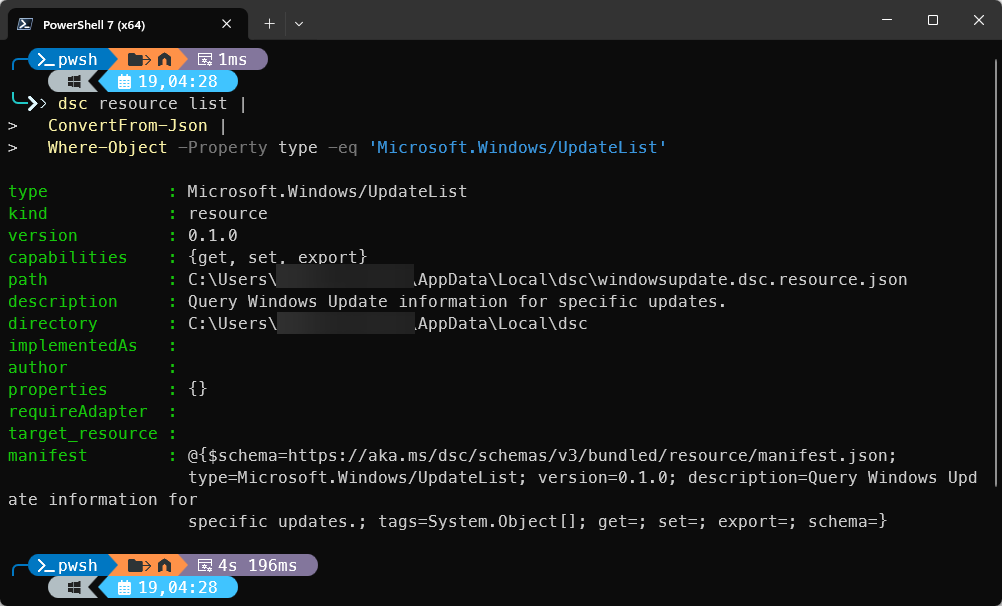 PowerShell 7 (x64)
pwsh 1ms
19,04:28
dsc resource list |
>   ConvertFrom-Json |
>   Where-Object -Property type -eq 'Microsoft.Windows/UpdateList'
type : Microsoft.Windows/UpdateList
kind : resource
version : 0.1.0
capabilities : {get, set, export}
path : C:\Users\ \AppData\Local\dsc\windowsupdate.dsc.resource.json
description : Query Windows Update information for specific updates.
directory : C:\Users\ \AppData\Local\dsc
implementedAs :
author :
properties : {}
requireAdapter :
target_resource :
manifest : @{$schema=https://aka.ms/dsc/schemas/v3/bundled/resource/manifest.json;
type=Microsoft.Windows/UpdateList; version=0.1.0; description=Query Windows Upd
ate information for
specific updates.; tags=System.Object[]; get=; set=; export=; schema=}
pwsh 4s 196ms
19,04:28